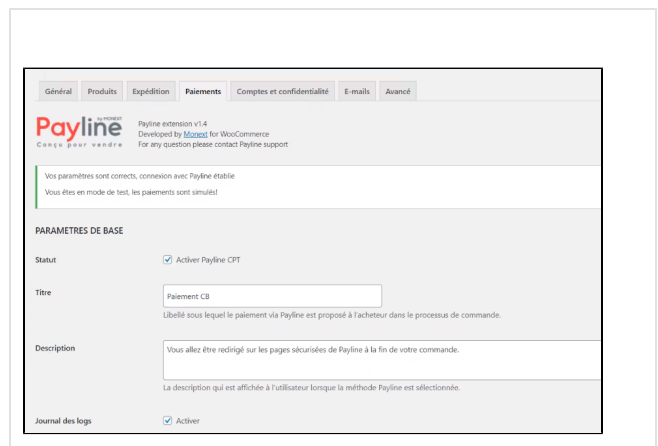 Général Produits Expédition Paiements Comptes et confidentialité E-mails Avancé
Payline by MONEXT
Conçu pour vendre
Payline extension v1.4
Developed by Monext for WooCommerce
For any question please contact Payline support
Vos paramètres sont corrects, connexion avec Payline établie
Vous êtes en mode de test, les paiements sont simulés!
PARAMETRES DE BASE
Statut Activer Payline CPT
Titre Paiement CB
Libellé sous lequel le paiement via Payline est proposé à l'acheteur dans le processus de commande.
Description Vous allez être redirigé sur les pages sécurisées de Payline à la fin de votre commande.
La description qui est affichée à l'utilisateur lorsque la méthode Payline est sélectionnée.
Journal des logs Activer